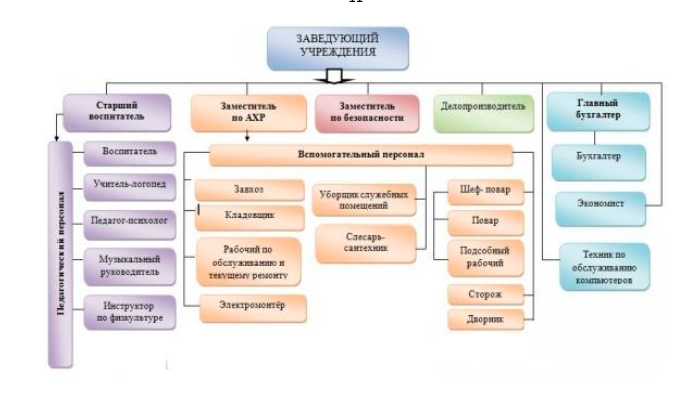 ЗАВЕДУЮЩИЙ
УЧРЕЖДЕНИЯ
Старший
воспитатель
Заместитель
по АХР
Заместитель
по безопасности
Делопроизводитель
Главный
бухгалтер
Педагогический персонал
Воспитатель
Учитель-логопед
Педагог-психолог
Музыкальный
руководитель
Инструктор
по физкультуре
Вспомогательный персонал
Завхоз
Кладовщик
Рабочий по
обслуживанию и
текущему ремонту
Электромонтёр
Уборщик служебных
помещений
Слесарь-
сантехник
Шеф- повар
Повар
Подсобный
рабочий
Сторож
Дворник
Бухгалтер
Экономист
Техник по
обслуживанию
компьютеров